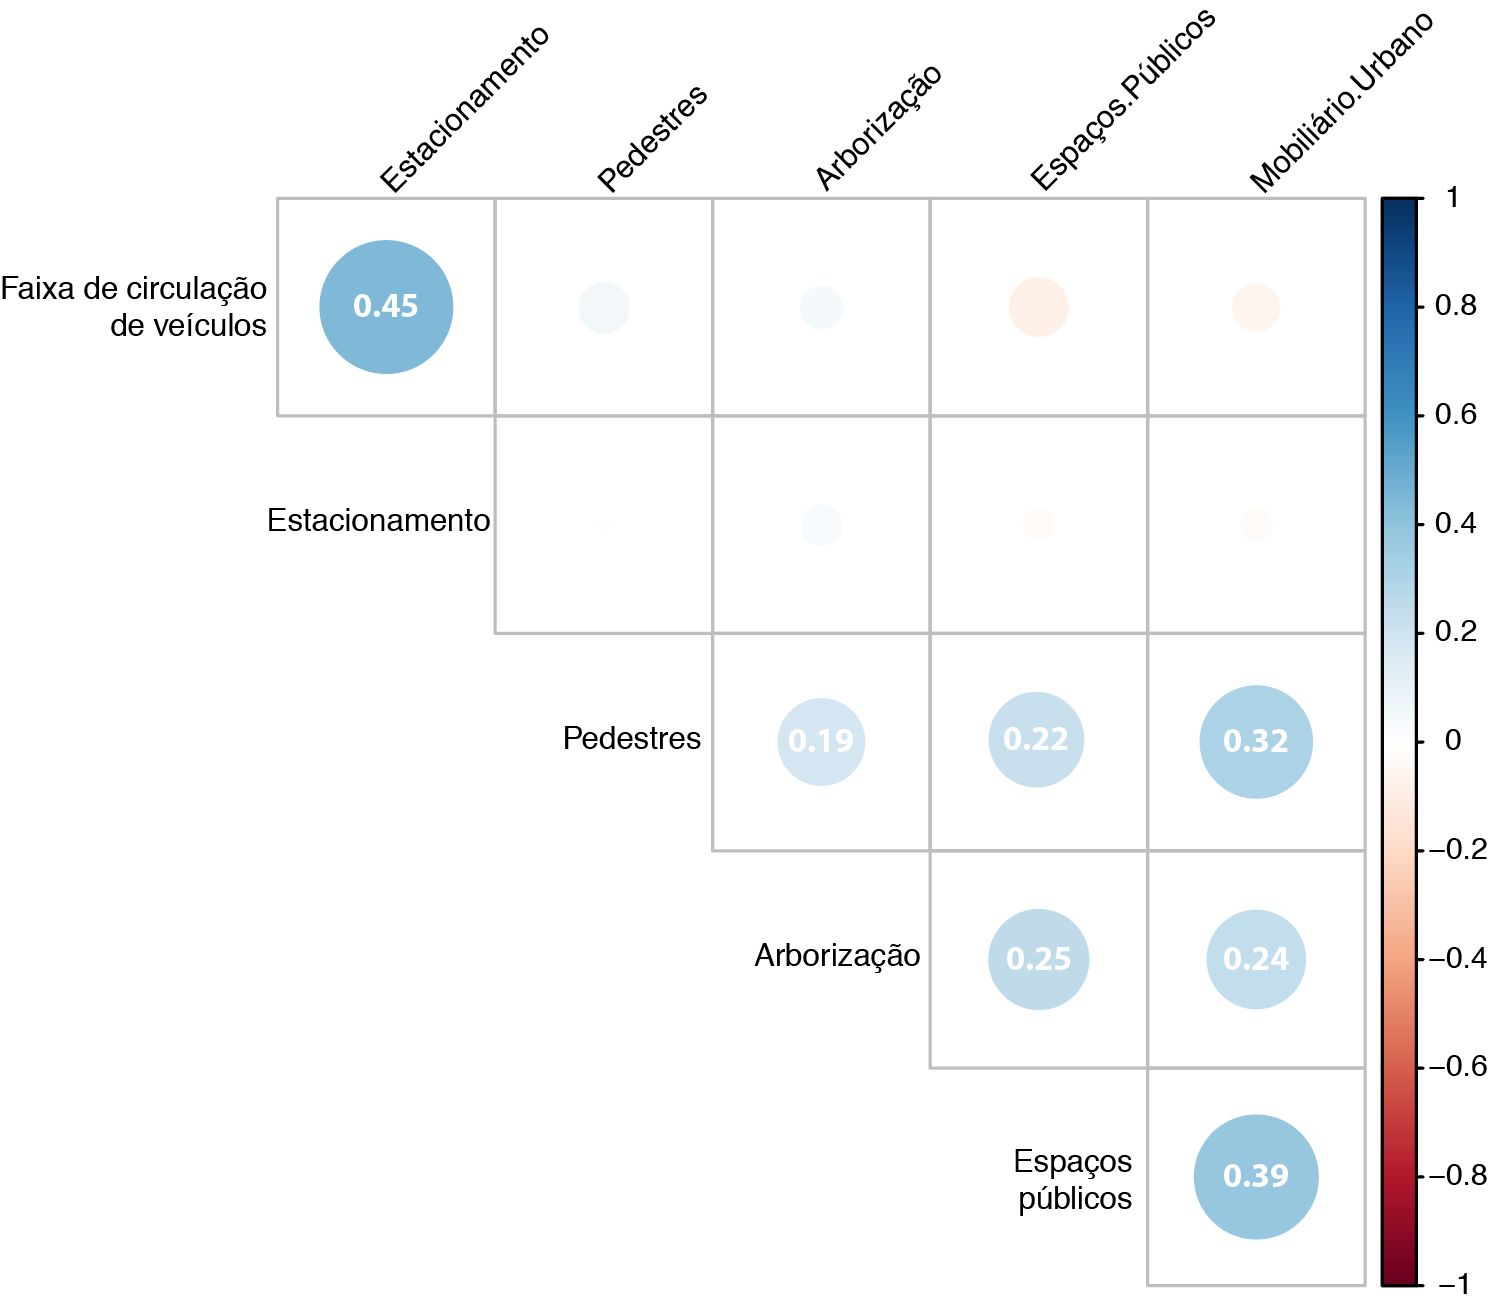 Estacionamento
Pedestres
Arborização
Espaços.Públicos
Mobiliário.Urbano
1
Faixa de circulação
de veículos
0.45
0.8
0.6
Estacionamento
0.4
0.2
Pedestres
0.19
0.22
0.32
0
−0.2
Arborização
0.25
0.24
−0.4
−0.6
Espaços
públicos
0.39
−0.8
−1